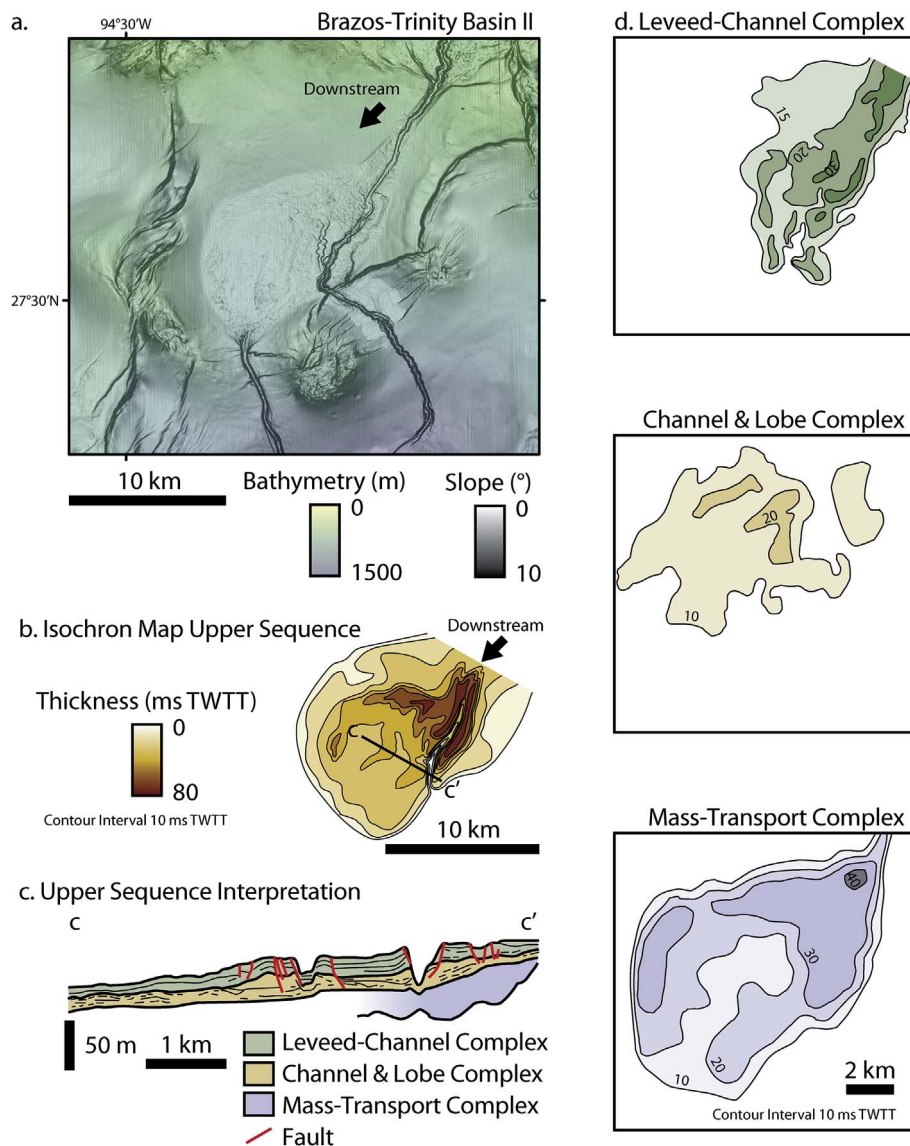 a.
94°30'W
Brazos-Trinity Basin II
Downstream
27°30'N
10 km
Bathymetry (m)
0
1500
Slope (°)
0
10
b. Isochron Map Upper Sequence
Downstream
Thickness (ms TWTT)
0
80
Contour Interval 10 ms TWTT
c
c'
10 km
c. Upper Sequence Interpretation
c
c'
50 m
1 km
Leveed-Channel Complex
Channel & Lobe Complex
Mass-Transport Complex
Fault
d. Leveed-Channel Complex
15
20
30
Channel & Lobe Complex
20
10
Mass-Transport Complex
40
30
20
10
2 km
Contour Interval 10 ms TWTT